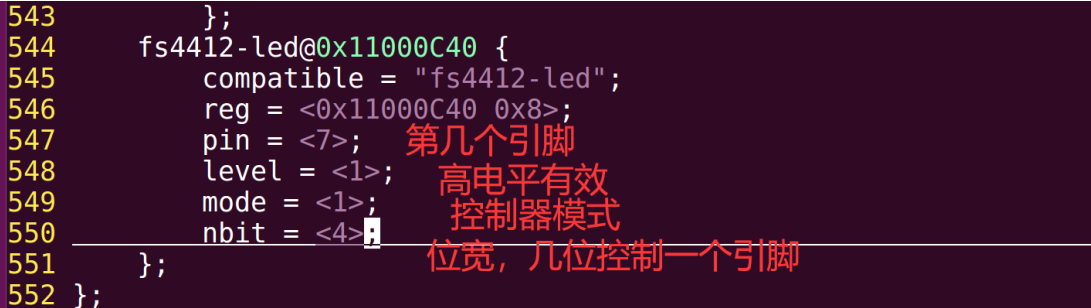 543         };
544     fs4412-led@0x11000C40 {
545         compatible = "fs4412-led";
546         reg = <0x11000C40 0x8>;
547         pin = <7>; 第几个引脚
548         level = <1>; 高电平有效
549         mode = <1>; 控制器模式
550         nbit = <4>; 位宽，几位控制一个引脚
551     };
552 };